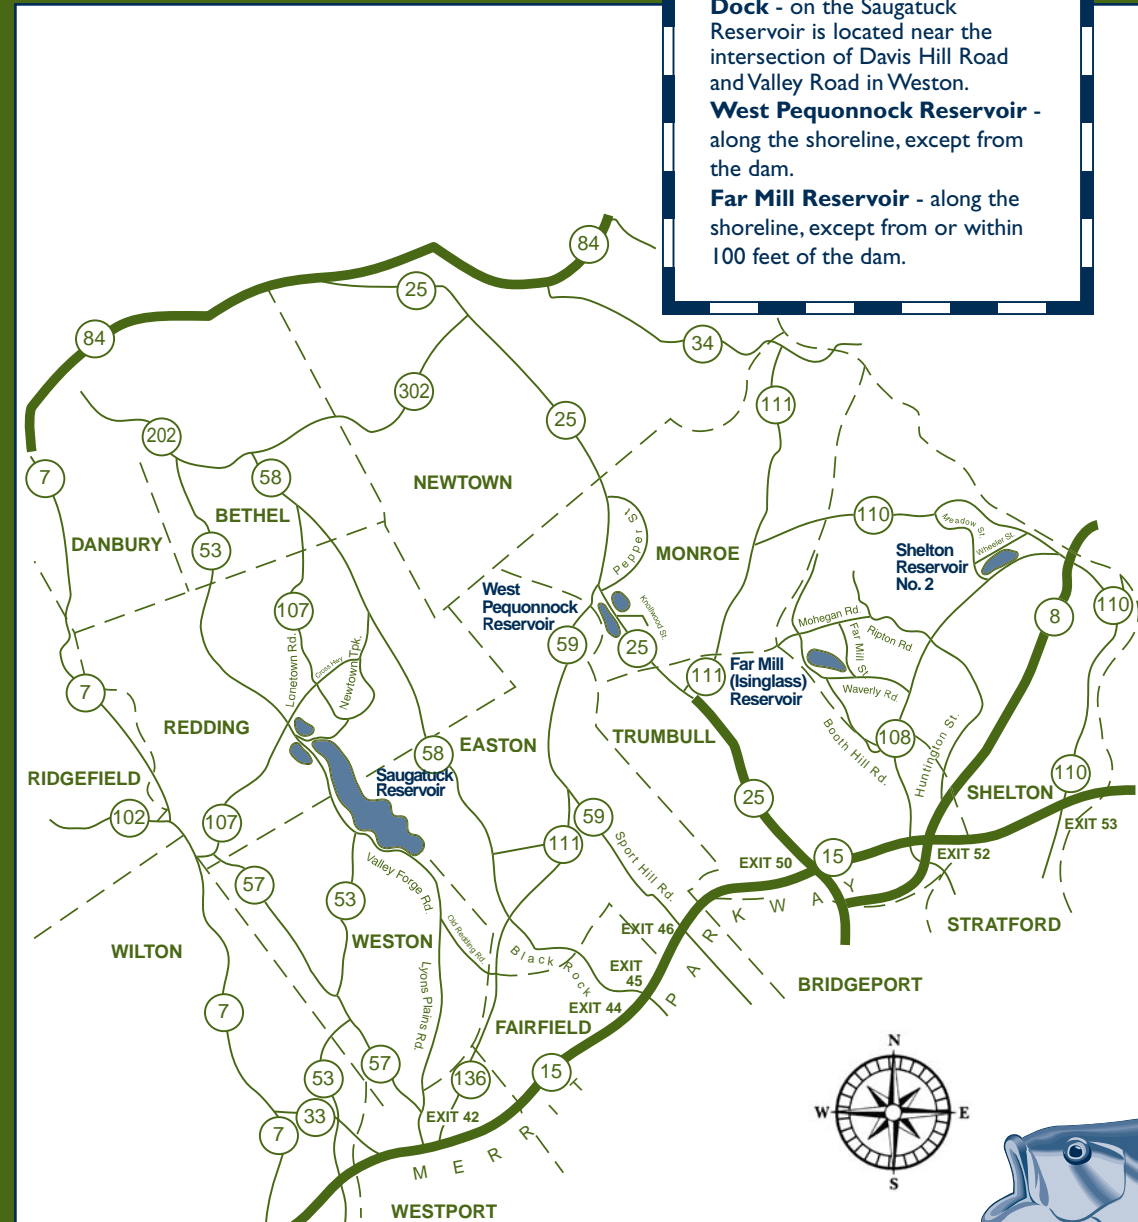 Dock - on the Saugatuck
Reservoir is located near the
intersection of Davis Hill Road
and Valley Road in Weston.
West Pequonnock Reservoir -
along the shoreline, except from
the dam.
Far Mill Reservoir - along the
shoreline, except from or within
100 feet of the dam.
84
25
84
34
302
111
25
202
7
58
NEWTOWN
BETHEL
110
Meadow St.
Wheeler St.
DANBURY
53
Pepper St
MONROE
Shelton
Reservoir
No. 2
West
Pequonnock
Reservoir
107
Knollwood St.
8
110
Mohegan Rd.
Ripton Rd.
Far Mill St.
59
25
Lonetown Rd.
Cross Hwy
Newtown Tpk.
111
Far Mill
(Isinglass)
Reservoir
Waverly Rd.
7
REDDING
58
EASTON
TRUMBULL
Booth Hill Rd.
108
Huntington St.
RIDGEFIELD
Saugatuck
Reservoir
110
25
SHELTON
102
107
59
EXIT 53
111
Sport Hill Rd.
EXIT 50
15
EXIT 52
Valley Forge Rd.
57
53
Old Redding Rd.
STRATFORD
WILTON
WESTON
EXIT 46
Black Rock
EXIT
45
BRIDGEPORT
Lyons Plains Rd.
EXIT 44
7
FAIRFIELD
N
57
53
136
15
W
E
33
EXIT 42
7
S
MERRITT
PARKWAY
WESTPORT